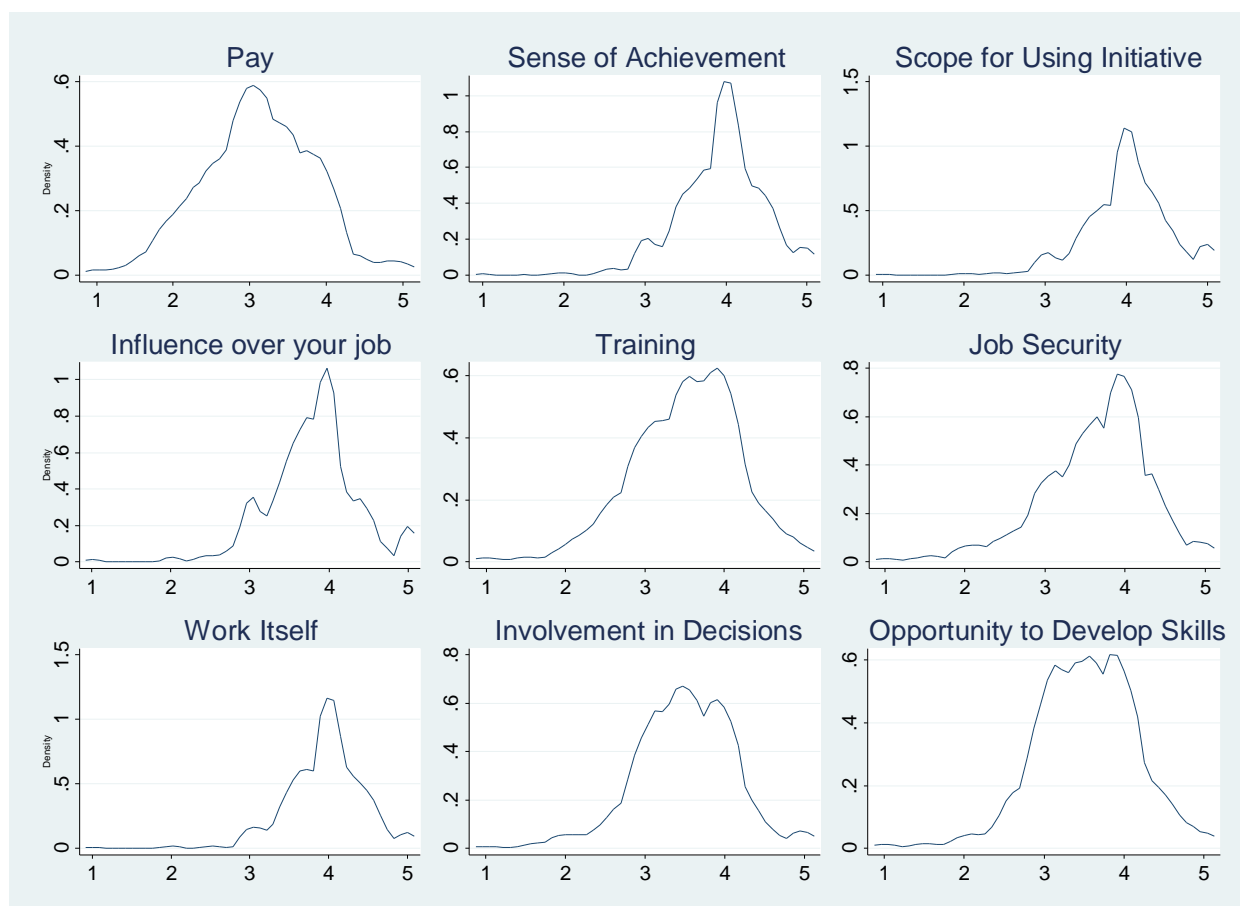 Pay
Density
0
.2
.4
.6
1 2 3 4 5
Sense of Achievement
0
.2
.4
.6
.8
1
1 2 3 4 5
Scope for Using Initiative
0
.5
1
1.5
1 2 3 4 5
Influence over your job
Density
0
.2
.4
.6
.8
1
1 2 3 4 5
Training
0
.2
.4
.6
1 2 3 4 5
Job Security
0
.2
.4
.6
.8
1 2 3 4 5
Work Itself
Density
0
.5
1
1.5
1 2 3 4 5
Involvement in Decisions
0
.2
.4
.6
.8
1 2 3 4 5
Opportunity to Develop Skills
0
.2
.4
.6
1 2 3 4 5